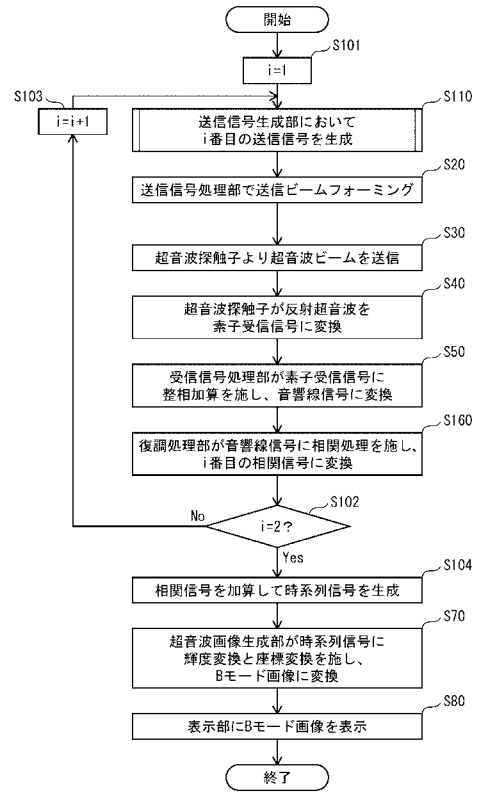 開始
S101
i=1
S103
i=i+1
S110
送信信号生成部において
i番目の送信信号を生成
S20
送信信号処理部で送信ビームフォーミング
S30
超音波探触子より超音波ビームを送信
S40
超音波探触子が反射超音波を
素子受信信号に変換
S50
受信信号処理部が素子受信信号に
整相加算を施し、音響線信号に変換
S160
復調処理部が音響線信号に相関処理を施し、
i番目の相関信号に変換
S102
No
i=2?
Yes
S104
相関信号を加算して時系列信号を生成
S70
超音波画像生成部が時系列信号に
輝度変換と座標変換を施し、
Bモード画像に変換
S80
表示部にBモード画像を表示
終了